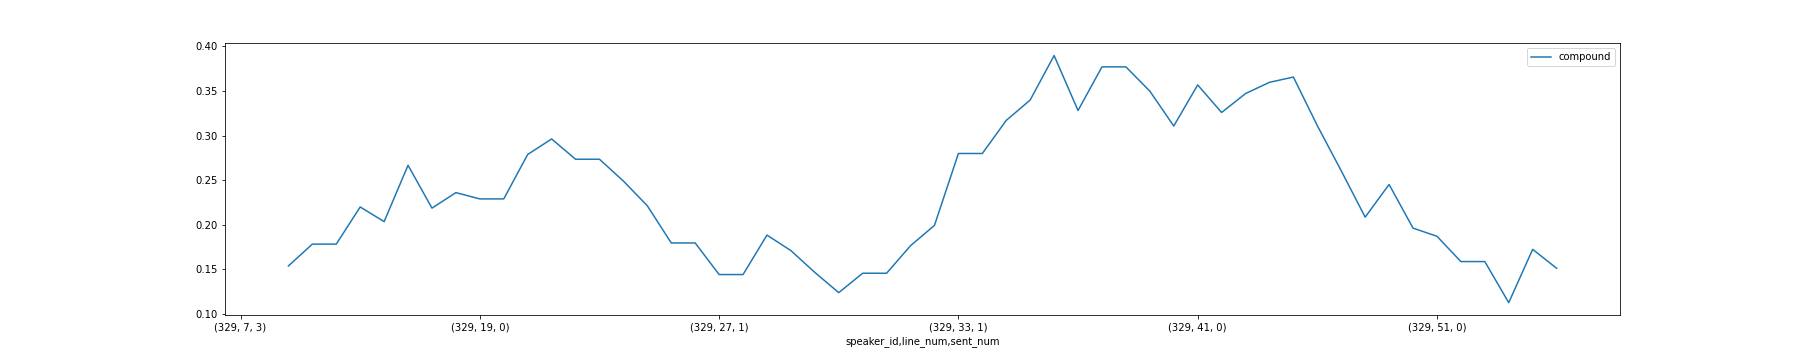 compound
0.40
0.35
0.30
0.25
0.20
0.15
0.10
(329, 7, 3) (329, 19, 0) (329, 27, 1) (329, 33, 1) (329, 41, 0) (329, 51, 0)
speaker_id,line_num,sent_num